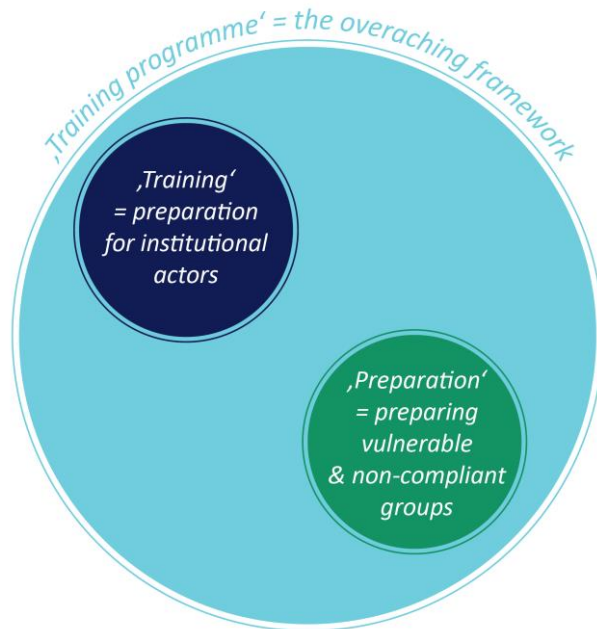 ‚Training programme‘ = the overaching framework
‚Training‘
= preparation
for institutional
actors
‚Preparation‘
= preparing
vulnerable
& non-compliant
groups